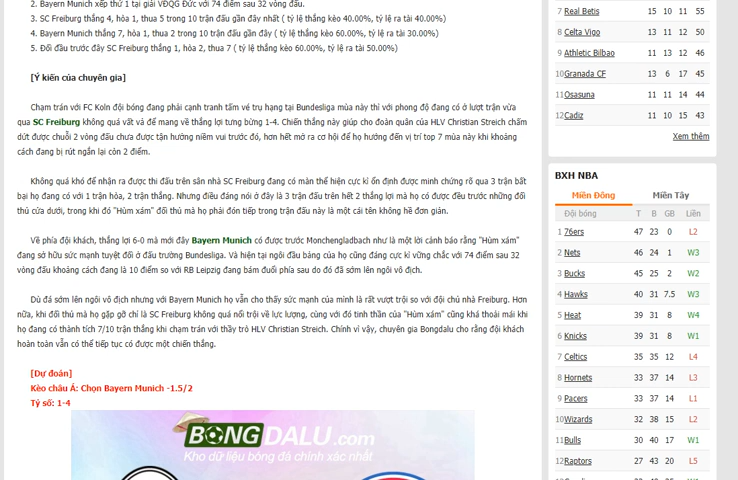 2. Bayern Munich xếp thứ 1 tại giải VĐQG Đức với 74 điểm sau 32 vòng đấu.
3. SC Freiburg thắng 4, hòa 1, thua 5 trong 10 trận đấu gần đây nhất ( tỷ lệ thắng kèo 40.00%, tỷ lệ ra tài 40.00%)
4. Bayern Munich thắng 7, hòa 1, thua 2 trong 10 trận đấu gần đây ( tỷ lệ thắng kèo 60.00%, tỷ lệ ra tài 30.00%)
5. Đối đầu trước đây SC Freiburg thắng 1, hòa 2, thua 7 ( tỷ lệ thắng kèo 60.00%, tỷ lệ ra tài 50.00%)
[Ý kiến của chuyên gia]
Chạm trán với FC Koln đội bóng đang phải cạnh tranh tấm vé trụ hạng tại Bundesliga mùa này thì với phong độ đang có ở lượt trận vừa
qua SC Freiburg không quá vất vả để mang về thắng lợi tưng bừng 1-4. Chiến thắng này giúp cho đoàn quân của HLV Christian Streich chấm
dứt được chuỗi 2 vòng đấu chưa được tận hưởng niềm vui trước đó, hơn hết mở ra cơ hội để họ hướng đến vị trí top 7 mùa này khi khoảng
cách đang bị rút ngắn lại còn 2 điểm.
Không quá khó để nhận ra được thi đấu trên sân nhà SC Freiburg đang có màn thể hiện cực kì ổn định được minh chứng rõ qua 3 trận bất
bại họ đang có với 1 trận hòa, 2 trận thắng. Nhưng điều đáng nói ở đây là 3 trận đấu trên hết 2 thắng lợi mà họ có được đều trước những đối
thủ cửa dưới, trong khi đó "Hùm xám" đối thủ mà họ phải đón tiếp trong trận đấu này là một cái tên không hề đơn giản.
Về phía đội khách, thắng lợi 6-0 mà mới đây Bayern Munich có được trước Monchengladbach như là một lời cảnh báo rằng "Hùm xám"
đang sở hữu sức mạnh tuyệt đối ở đấu trường Bundesliga. Và hiện tại ngôi đầu bảng của họ cũng đáng cực kì vững chắc với 74 điểm sau 32
vòng đấu khoảng cách đang là 10 điểm so với RB Leipzig đang bám đuổi phía sau do đó đã sớm lên ngôi vô địch.
Dù đã sớm lên ngôi vô địch nhưng với Bayern Munich họ vẫn cho thấy sức mạnh của mình là rất vượt trội so với đội chủ nhà Freiburg. Hơn
nữa, khi đối thủ mà họ gặp gỡ chỉ là SC Freiburg không quá nổi trội về lực lượng, cùng với đó tinh thần của "Hùm xám" cũng khá thoải mái khi
họ đang có thành tích 7/10 trận thắng khi chạm trán với thầy trò HLV Christian Streich. Chính vì vậy, chuyên gia Bongdalu cho rằng đội khách
hoàn toàn vẫn có thể tiếp tục có được một chiến thắng.
[Dự đoán]
Kèo châu Á: Chọn Bayern Munich -1.5/2
Tỷ số: 1-4
BONGDALU.com
Kho dữ liệu bóng đá chính xác nhất
7 Real Betis 15 10 11 55
8 Celta Vigo 13 11 12 50
9 Athletic Bilbao 11 13 12 46
10 Granada CF 13 6 17 45
11 Osasuna 11 11 14 44
12 Cadiz 11 10 15 43
Xem thêm
BXH NBA
Miền Đông Miền Tây
Đội bóng T B GB Liên
1 76ers 47 23 0 L2
2 Nets 46 24 1 W3
3 Bucks 45 25 2 W2
4 Hawks 40 31 7.5 W3
5 Heat 39 31 8 W4
6 Knicks 39 31 8 W1
7 Celtics 35 35 12 L4
8 Hornets 33 37 14 L3
9 Pacers 33 37 14 L1
10 Wizards 32 38 15 L2
11 Bulls 30 40 17 W1
12 Raptors 27 43 20 L5